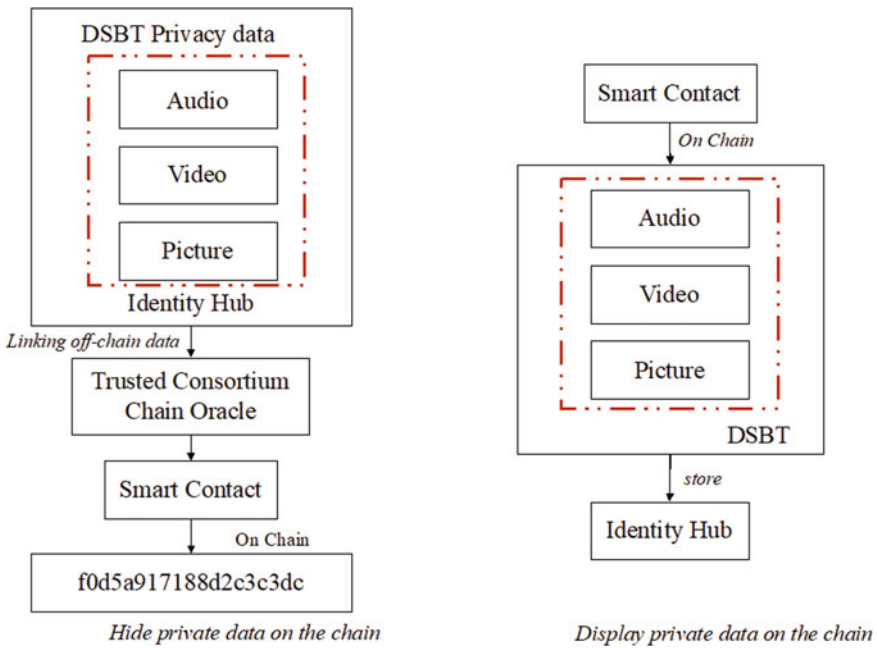 DSBT Privacy data
Audio
Video
Picture
Identity Hub
Linking off-chain data
Trusted Consortium
Chain Oracle
Smart Contact
On Chain
f0d5a917188d2c3c3dc
Hide private data on the chain
Smart Contact
On Chain
Audio
Video
Picture
DSBT
store
Identity Hub
Display private data on the chain